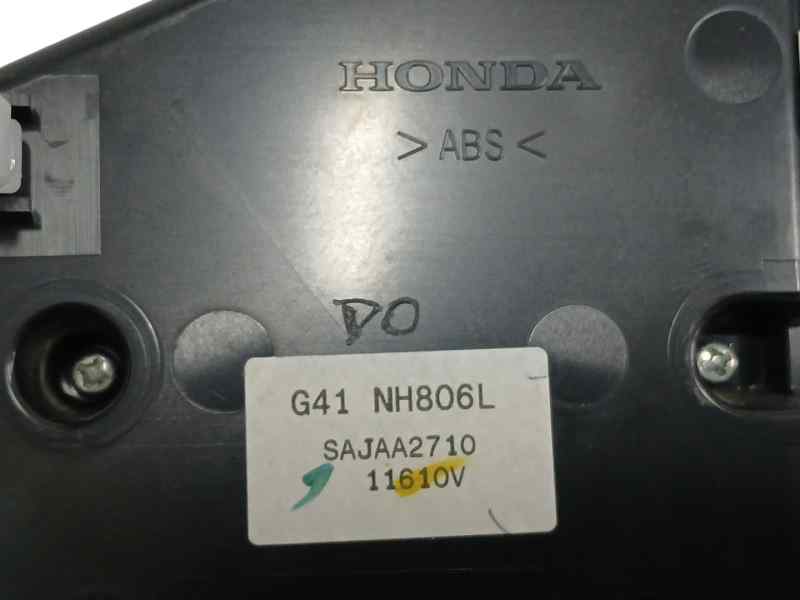 HONDA
>ABS<
DO
G41 NH806L
SAJAA2710
11610V